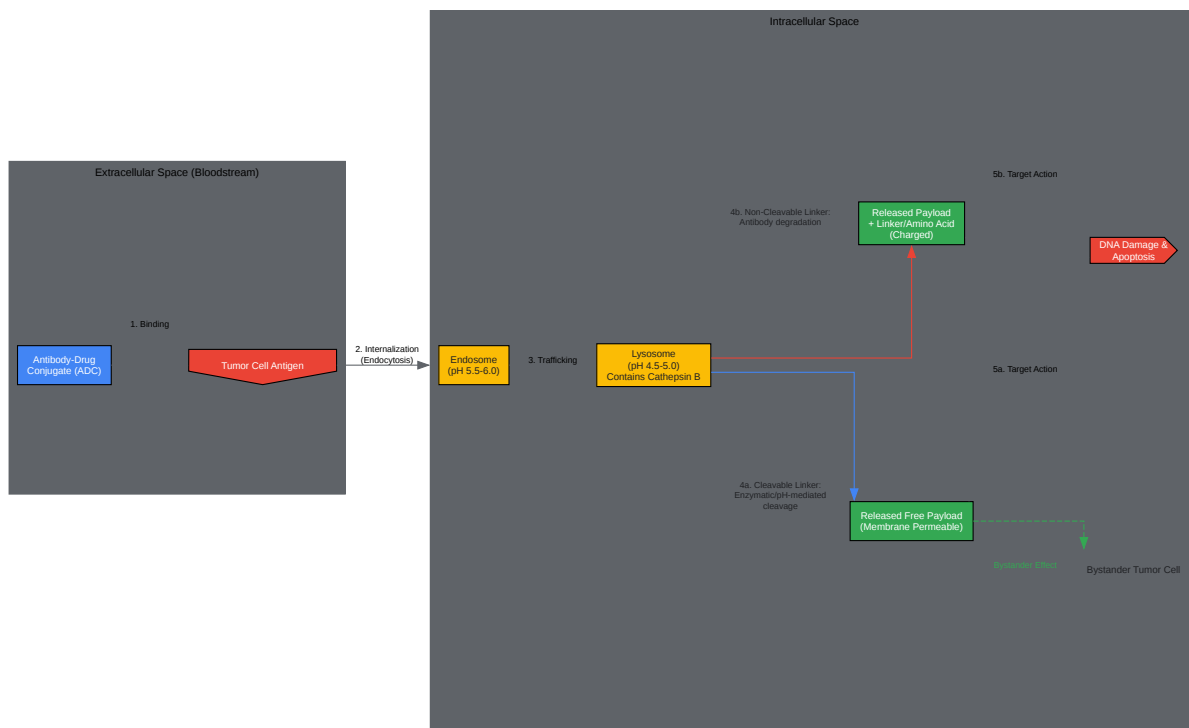 Intracellular Space
Extracellular Space (Bloodstream)
1. Binding
Antibody-Drug
Conjugate (ADC)
Tumor Cell Antigen
2. Internalization
(Endocytosis)
Endosome
(pH 5.5-6.0)
3. Trafficking
Lysosome
(pH 4.5-5.0)
Contains Cathepsin B
4b. Non-Cleavable Linker:
Antibody degradation
Released Payload
+ Linker/Amino Acid
(Charged)
5b. Target Action
DNA Damage &
Apoptosis
5a. Target Action
4a. Cleavable Linker:
Enzymatic/pH-mediated
cleavage
Released Free Payload
(Membrane Permeable)
Bystander Effect
Bystander Tumor Cell